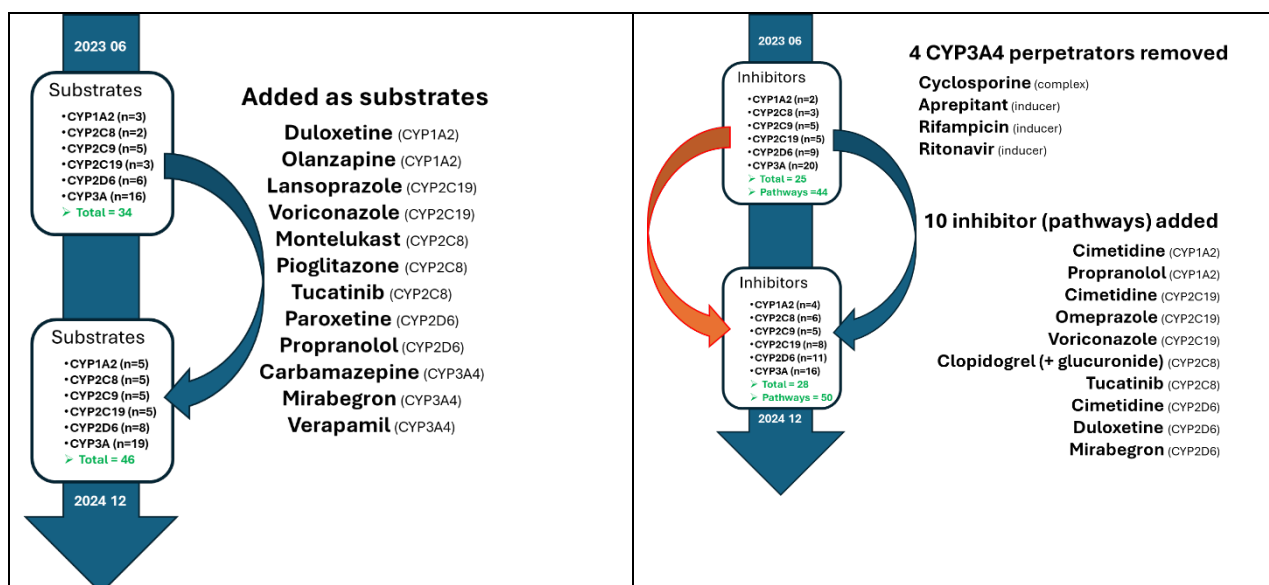 2023 06
Substrates
•CYP1A2 (n=3)
•CYP2C8 (n=2)
•CYP2C9 (n=5)
•CYP2C19 (n=3)
•CYP2D6 (n=6)
•CYP3A (n=16)
➢ Total = 34
Substrates
•CYP1A2 (n=5)
•CYP2C8 (n=5)
•CYP2C9 (n=5)
•CYP2C19 (n=5)
•CYP2D6 (n=8)
•CYP3A (n=19)
➢ Total = 46
2024 12
Added as substrates
Duloxetine (CYP1A2)
Olanzapine (CYP1A2)
Lansoprazole (CYP2C19)
Voriconazole (CYP2C19)
Montelukast (CYP2C8)
Pioglitazone (CYP2C8)
Tucatinib (CYP2C8)
Paroxetine (CYP2D6)
Propranolol (CYP2D6)
Carbamazepine (CYP3A4)
Mirabegron (CYP3A4)
Verapamil (CYP3A4)
2023 06
Inhibitors
•CYP1A2 (n=2)
•CYP2C8 (n=3)
•CYP2C9 (n=5)
•CYP2C19 (n=5)
•CYP2D6 (n=9)
•CYP3A (n=20)
➢ Total = 25
➢ Pathways =44
Inhibitors
•CYP1A2 (n=4)
•CYP2C8 (n=6)
•CYP2C9 (n=5)
•CYP2C19 (n=8)
•CYP2D6 (n=11)
•CYP3A (n=16)
➢ Total = 28
➢ Pathways = 50
2024 12
4 CYP3A4 perpetrators removed
Cyclosporine (complex)
Aprepitant (inducer)
Rifampicin (inducer)
Ritonavir (inducer)
10 inhibitor (pathways) added
Cimetidine (CYP1A2)
Propranolol (CYP1A2)
Cimetidine (CYP2C19)
Omeprazole (CYP2C19)
Voriconazole (CYP2C19)
Clopidogrel (+ glucuronide) (CYP2C8)
Tucatinib (CYP2C8)
Cimetidine (CYP2D6)
Duloxetine (CYP2D6)
Mirabegron (CYP2D6)